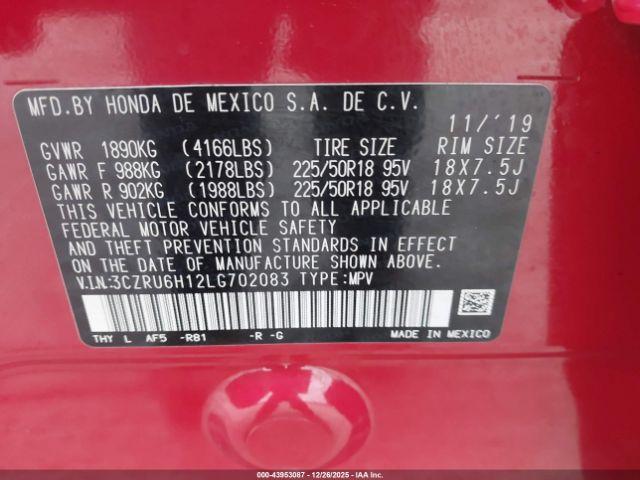 MFD.BY HONDA DE MEXICO S.A. DE C.V.
11/'19
GVWR 1890KG (4166LBS) TIRE SIZE RIM SIZE
GAWR F 988KG (2178LBS) 225/50R18 95V 18X7.5J
GAWR R 902KG (1988LBS) 225/50R18 95V 18X7.5J
THIS VEHICLE CONFORMS TO ALL APPLICABLE
FEDERAL MOTOR VEHICLE SAFETY
AND THEFT PREVENTION STANDARDS IN EFFECT
ON THE DATE OF MANUFACTURE SHOWN ABOVE.
V.IN:3CZRU6H12LG702083 TYPE:MPV
THY L AF5 -R81 -R -G MADE IN MEXICO
000-43953087 - 12/26/2025 - IAA, LLC